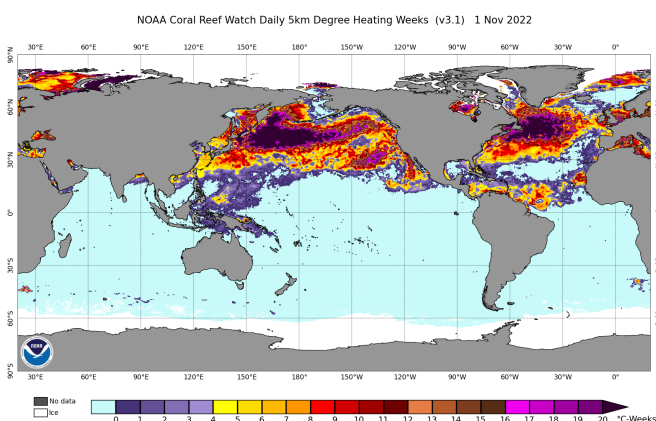 NOAA Coral Reef Watch Daily 5km Degree Heating Weeks (v3.1) 1 Nov 2022
30°E 60°E 90°E 120°E 150°E 180° 150°W 120°W 90°W 60°W 30°W 0°
90°N
60°N
30°N
0°
30°S
60°S
90°S
NOAA
30°E 60°E 90°E 120°E 150°E 180° 150°W 120°W 90°W 60°W 30°W 0°
No data
Ice
0 1 2 3 4 5 6 7 8 9 10 11 12 13 14 15 16 17 18 19 20 °C-Weeks